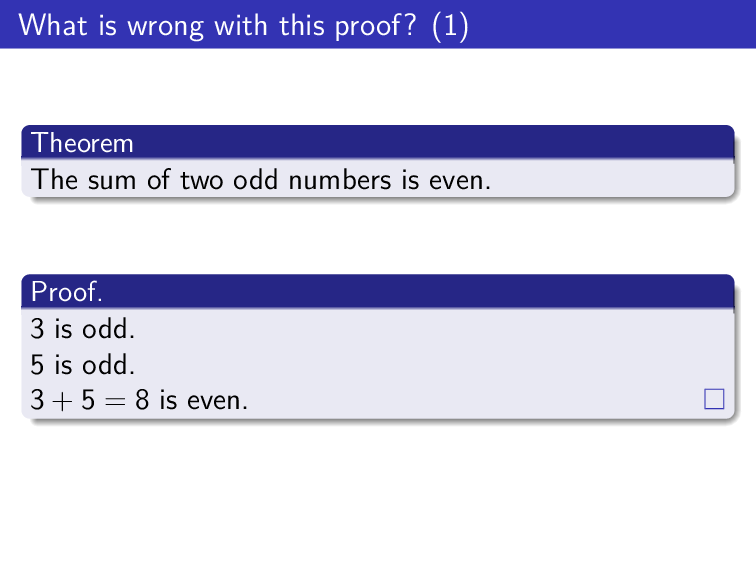 What is wrong with this proof? (1)
Theorem
The sum of two odd numbers is even.
Proof.
3 is odd.
5 is odd.
3 + 5 = 8 is even. □